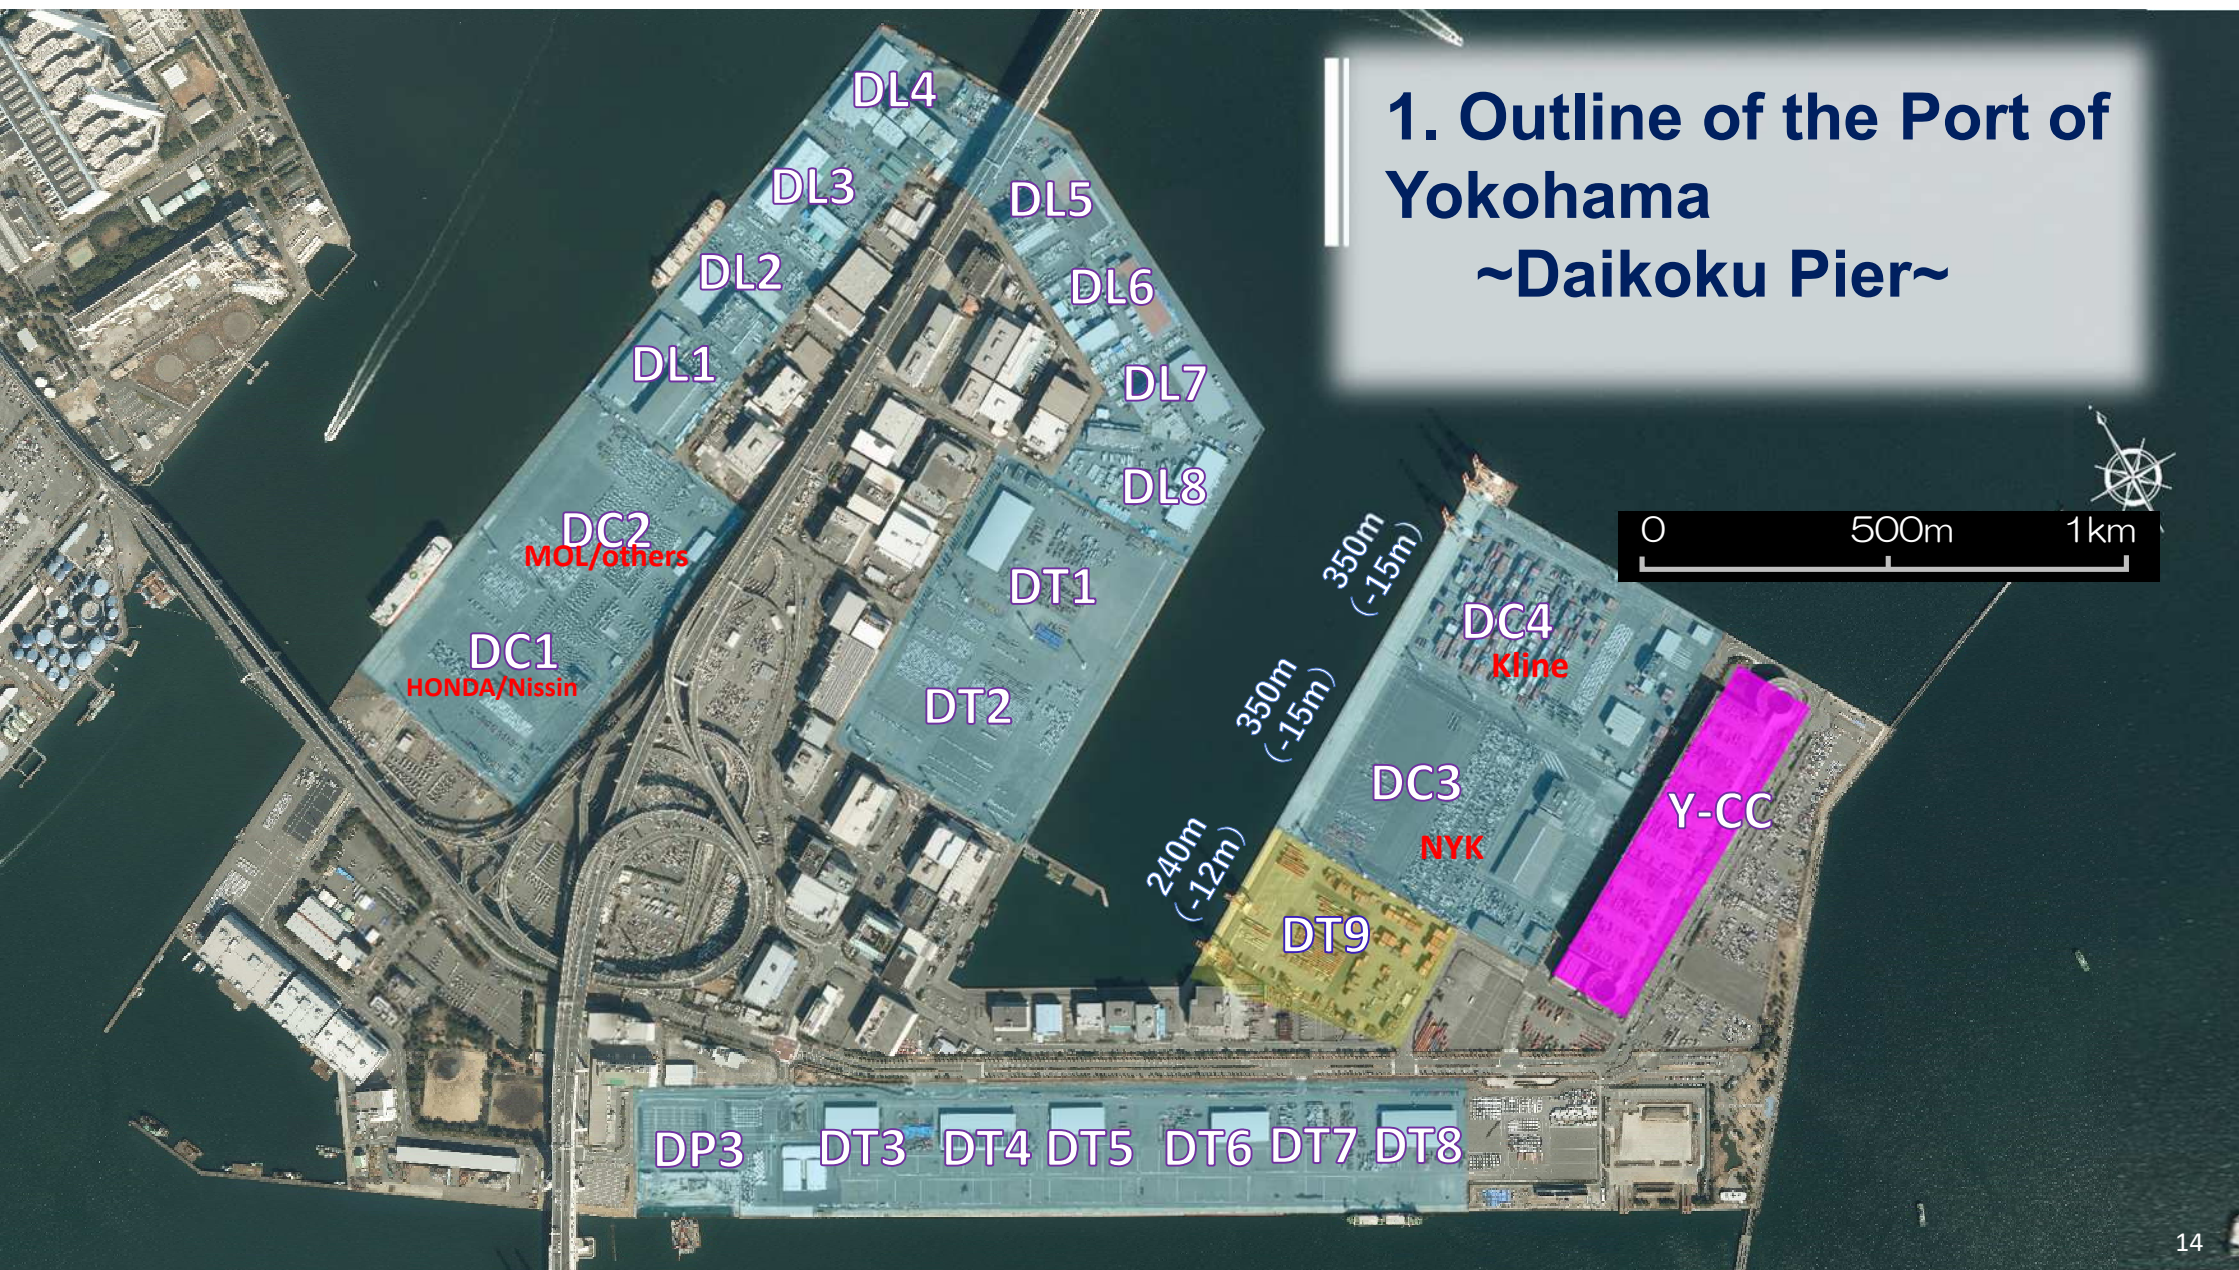 1. Outline of the Port of
Yokohama
~Daikoku Pier~
DL4
DL3
DL5
DL2
DL6
DL1
DL7
DL8
0 500m 1km
DC2
MOL/others
DC1
HONDA/Nissin
DT1
DT2
350m
(-15m)
350m
(-15m)
240m
(-12m)
DC4
Kline
DC3
NYK
Y-CC
DT9
DP3 DT3 DT4 DT5 DT6 DT7 DT8
14